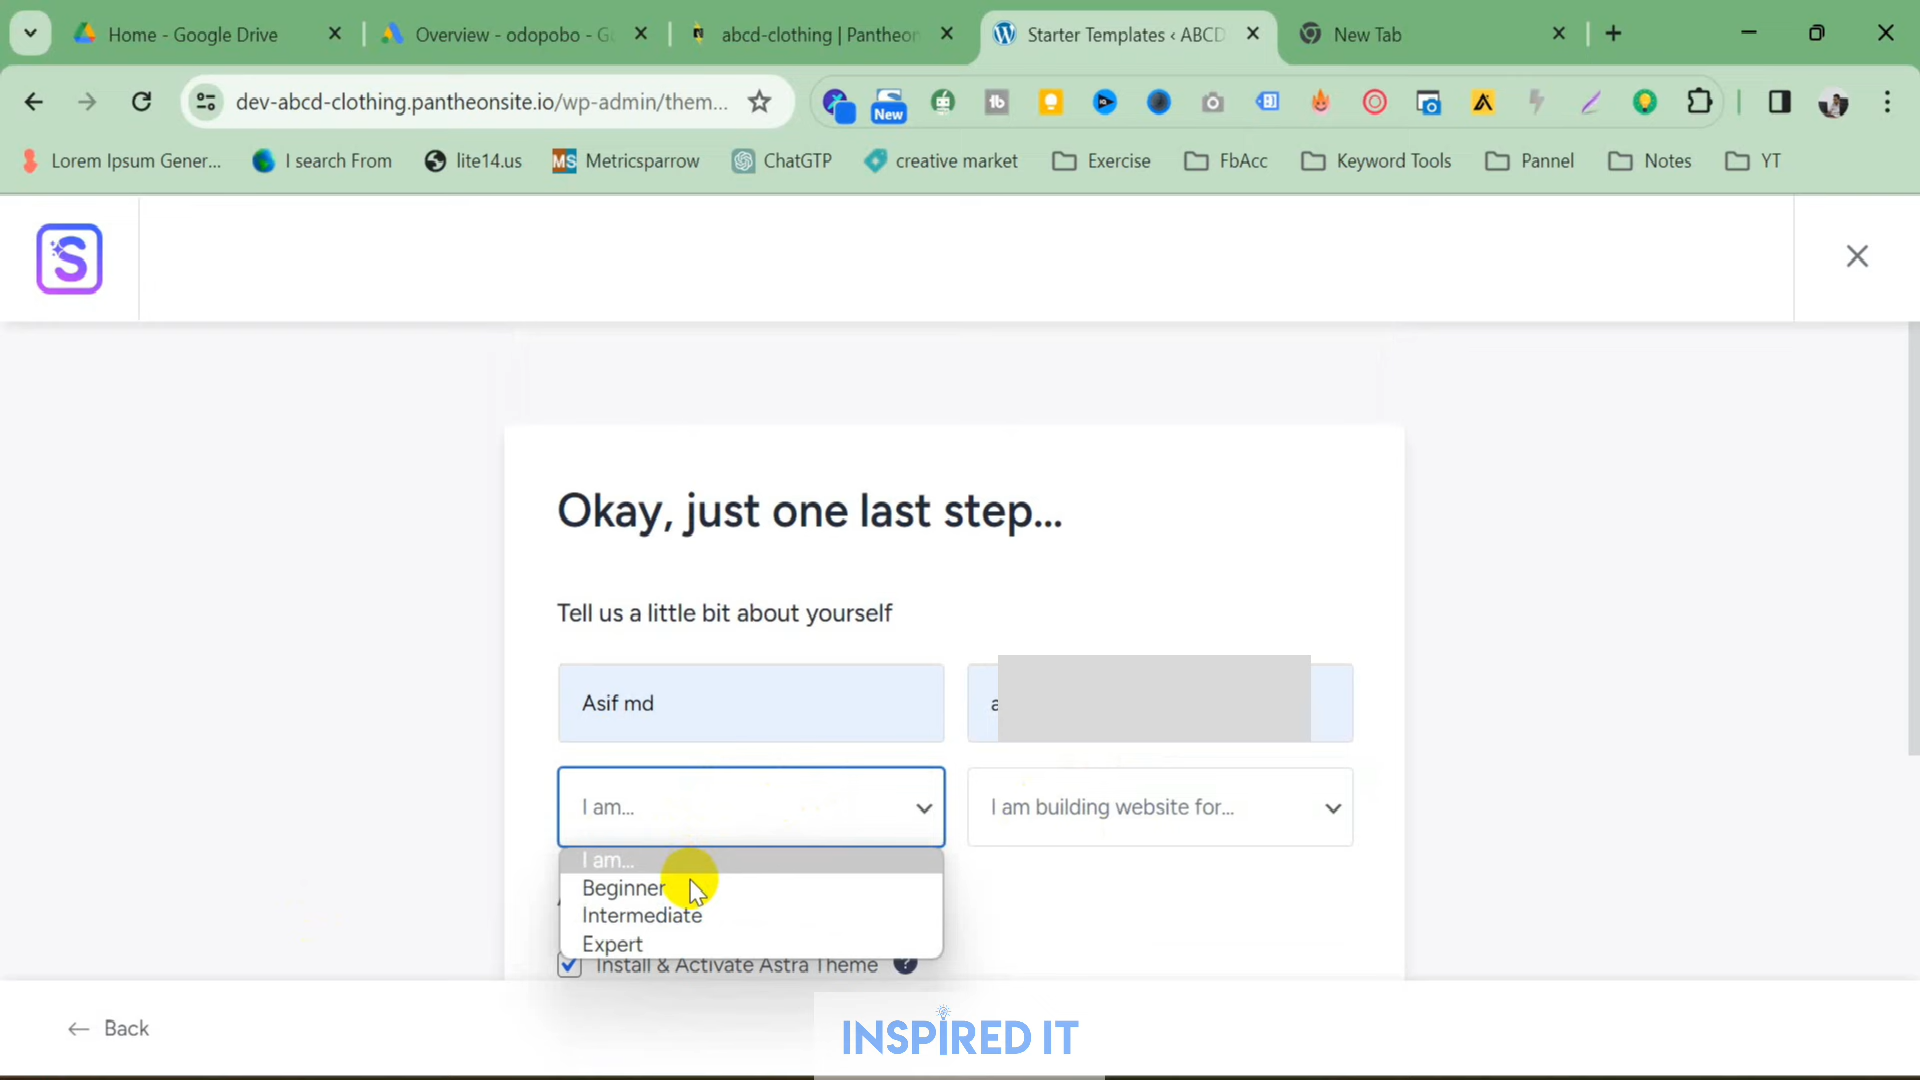 Home - Google Drive
Overview - odopobo - G
abcd-clothing | Pantheon
Starter Templates ‹ ABCD
New Tab
dev-abcd-clothing.pantheonsite.io/wp-admin/them...
New
Lorem Ipsum Gener...
I search From
lite14.us
MS Metricsparrow
ChatGTP
creative market
Exercise
FbAcc
Keyword Tools
Pannel
Notes
YT
S
Okay, just one last step...
Tell us a little bit about yourself
Asif md
a
I am...
I am building website for...
I am...
Beginner
Intermediate
Expert
Install & Activate Astra Theme ?
← Back
INSPIRED IT